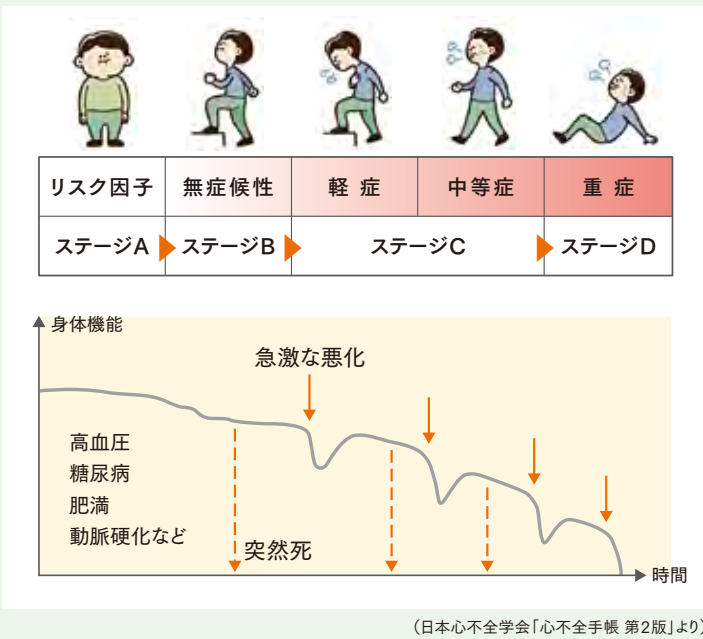 リスク因子 無症候性 軽症 中等症 重症
ステージA ステージB ステージC ステージD
身体機能
急激な悪化
高血圧
糖尿病
肥満
動脈硬化など
突然死
時間
(日本心不全学会「心不全手帳 第2版」より)